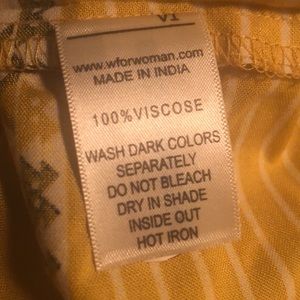 www.wforwoman.com
MADE IN INDIA
100% VISCOSE
WASH DARK COLORS
SEPARATELY
DO NOT BLEACH
DRY IN SHADE
INSIDE OUT
HOT IRON